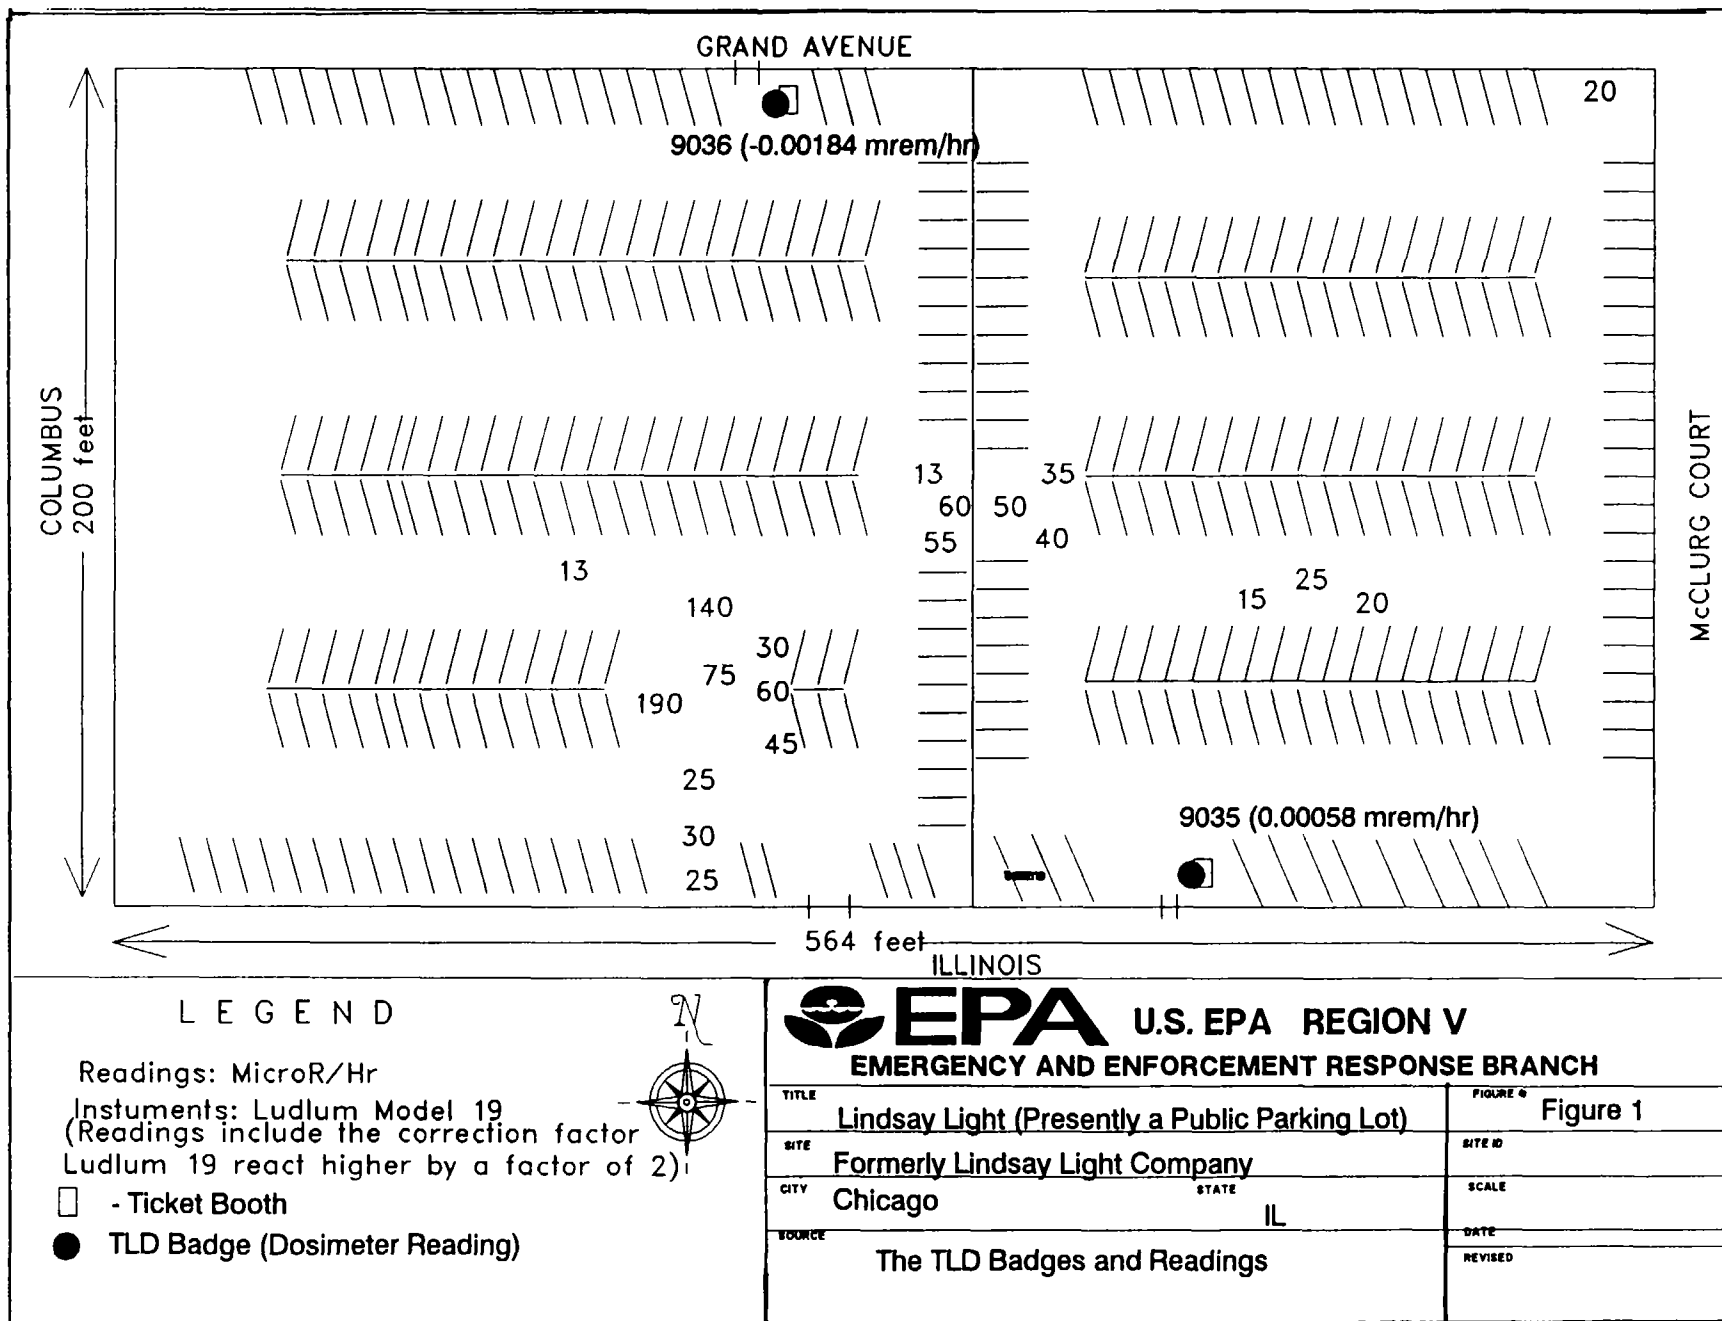 GRAND AVENUE
20
9036 (-0.00184 mrem/hr)
COLUMBUS
200 feet
McCLURG COURT
13
35
60
50
55
40
13
25
140
15
20
30
75
60
190
45
25
9035 (0.00058 mrem/hr)
30
25
564 feet
ILLINOIS
LEGEND
N
Readings: MicroR/Hr
Instuments: Ludlum Model 19
(Readings include the correction factor
Ludlum 19 react higher by a factor of 2)
- Ticket Booth
TLD Badge (Dosimeter Reading)
EPA U.S. EPA REGION V
EMERGENCY AND ENFORCEMENT RESPONSE BRANCH
TITLE
Lindsay Light (Presently a Public Parking Lot)
FIGURE #
Figure 1
SITE
Formerly Lindsay Light Company
SITE ID
CITY
Chicago
STATE
IL
SCALE
SOURCE
The TLD Badges and Readings
DATE
REVISED